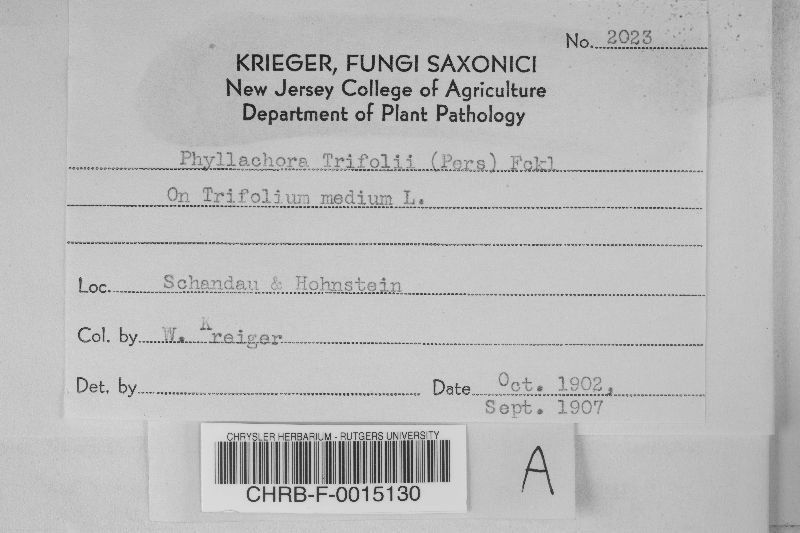 No. 2023
KRIEGER, FUNGI SAXONICI
New Jersey College of Agriculture
Department of Plant Pathology
Phyllachora Trifolii (Pers) Fckl
On Trifolium medium L.
Loc. Schandau & Hohnstein
Col. by W. Kreiger
Det. by
Date Oct. 1902,
Sept. 1907
CHRYSLER HERBARIUM - RUTGERS UNIVERSITY
CHRB-F-0015130
A